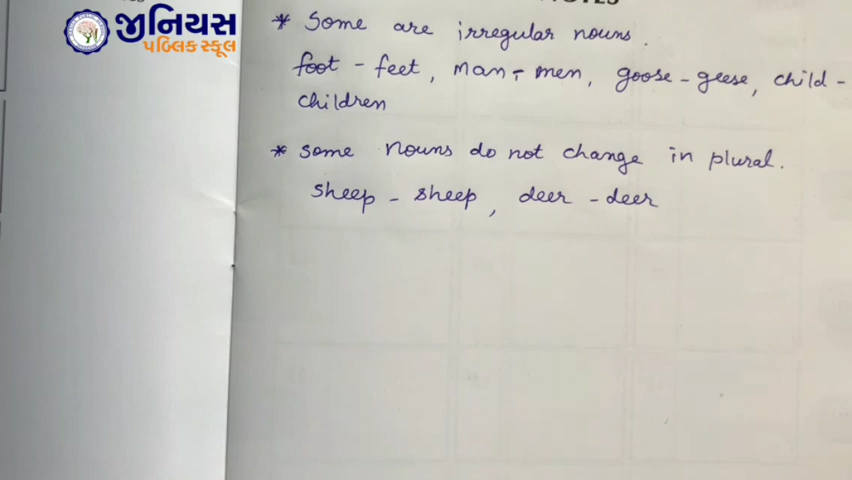 જીનિયસ
પબ્લિક સ્કૂલ
* Some are irregular nouns.
foot - feet, man - men, goose - geese, child -
children
* some nouns do not change in plural.
sheep - sheep, deer - deer